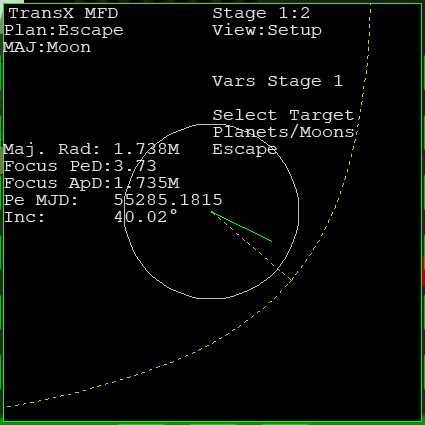 TransX MFD
Plan:Escape
MAJ:Moon
Stage 1:2
View:Setup
Vars Stage 1
Select Target
Planets/Moons
Escape
Maj. Rad: 1.738M
Focus PeD:3.73
Focus ApD:1.735M
Pe MJD: 55285.1815
Inc: 40.02°